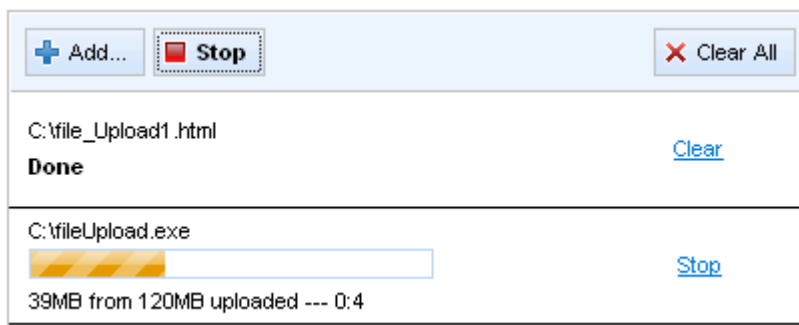 Add... Stop Clear All
C:\file_Upload1.html
Clear
Done
C:\fileUpload.exe
Stop
39MB from 120MB uploaded --- 0:4